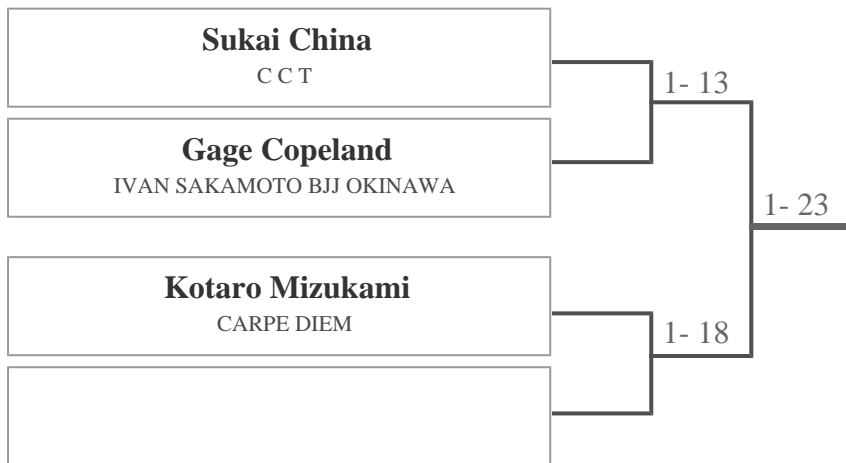 Sukai China
C C T
1- 13
Gage Copeland
IVAN SAKAMOTO BJJ OKINAWA
1- 23
Kotaro Mizukami
CARPE DIEM
1- 18